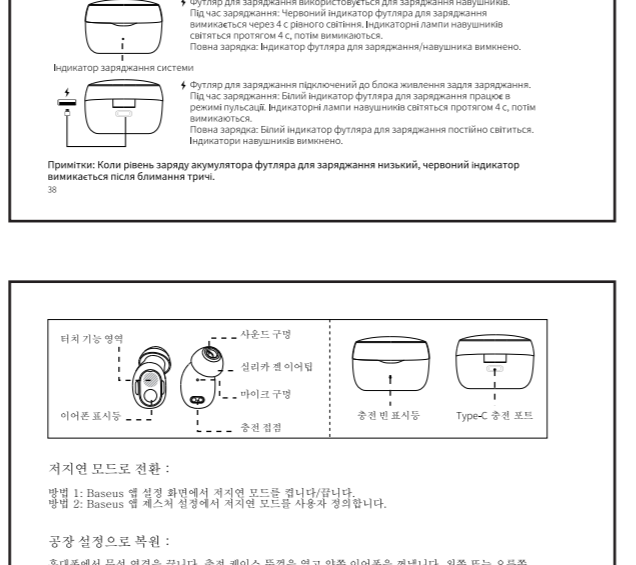 Футляр для заряджання використовується для заряджання навушників.
Під час заряджання: Червоний індикатор футляра для заряджання
вимикається через 4 с рівного світіння. Індикаторні лампи навушників
світяться протягом 4 с, потім вимикаються.
Повна зарядка: Індикатор футляра для заряджання/навушника вимкнено.
Індикатор заряджання системи
Футляр для заряджання підключений до блока живлення задля заряджання.
Під час заряджання: Білий індикатор футляра для заряджання працює в
режимі пульсації. Індикаторні лампи навушників світяться протягом 4 с, потім
вимикаються.
Повна зарядка: Білий індикатор футляра для заряджання постійно світиться.
Індикатори навушників вимкнено.
Примітки: Коли рівень заряду акумулятора футляра для заряджання низький, червоний індикатор
вимикається після блимання тричі.
38
터치 기능 영역
이어폰 표시등
사운드 구멍
실리카 겔 이어팁
마이크 구멍
충전 접점
충전 빈 표시등
Type-C 충전 포트
저지연 모드로 전환 :
방법 1: Baseus 앱 설정 화면에서 저지연 모드를 켭니다/끕니다.
방법 2: Baseus 앱 제스처 설정에서 저지연 모드를 사용자 정의합니다.
공장 설정으로 복원 :